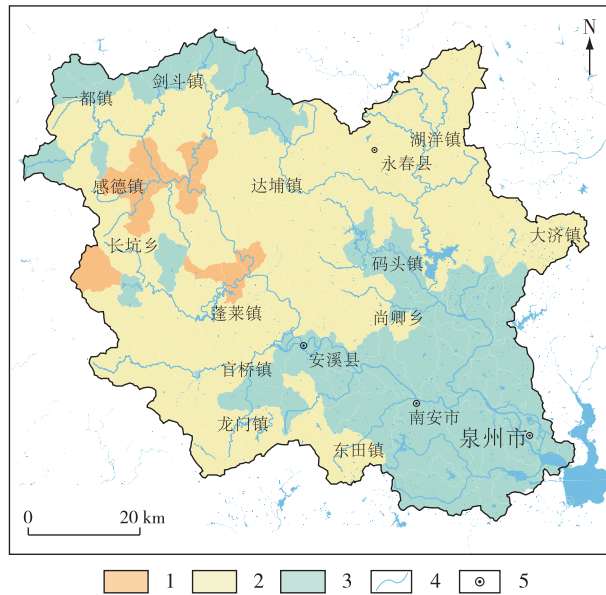 N
剑斗镇
一都镇
湖洋镇
永春县
感德镇
达埔镇
大济镇
长坑乡
码头镇
蓬莱镇
尚卿乡
安溪县
官桥镇
南安市
龙门镇
泉州市
东田镇
0 20 km
1 2 3 4 5